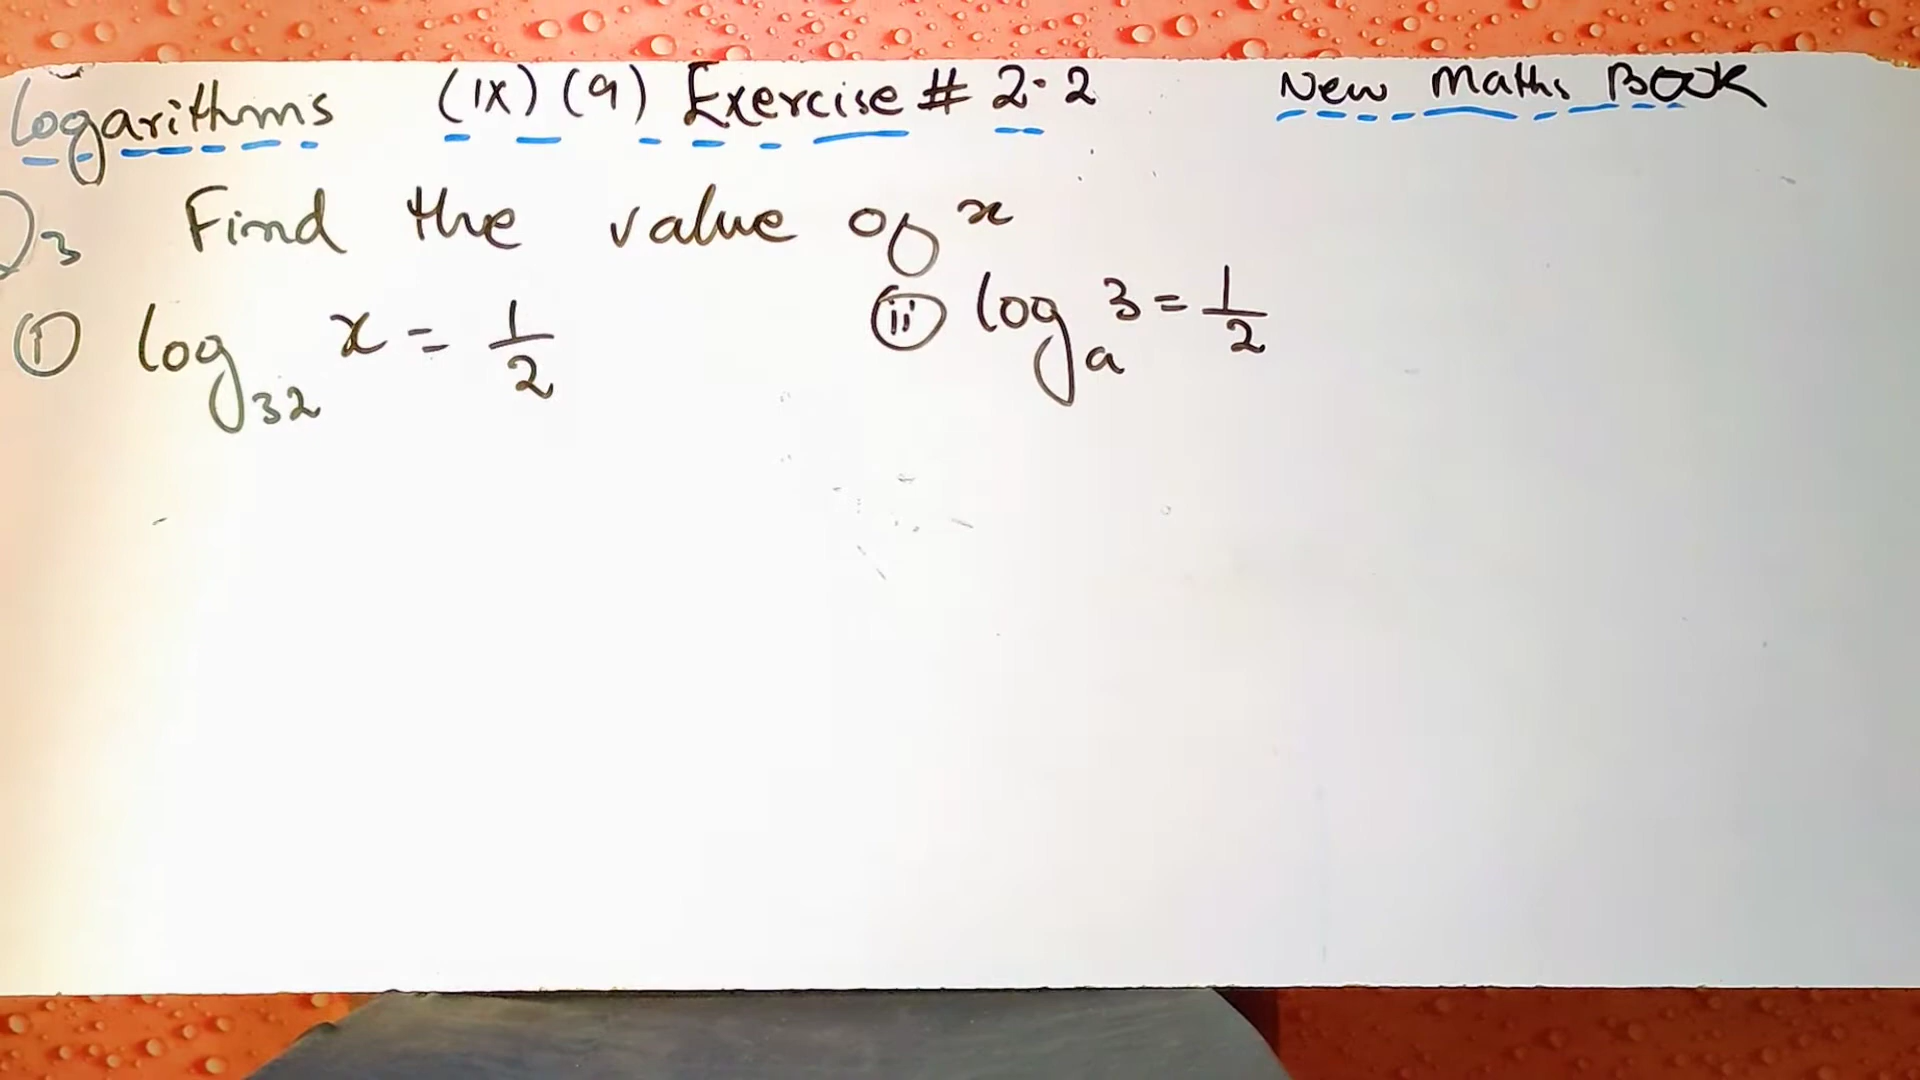 Logarithms (IX) (9) Exercise # 2.2 New Maths Book
Q3 Find the value of x
(i) log₃₂ x = 1/2 (ii) logₐ 3 = 1/2